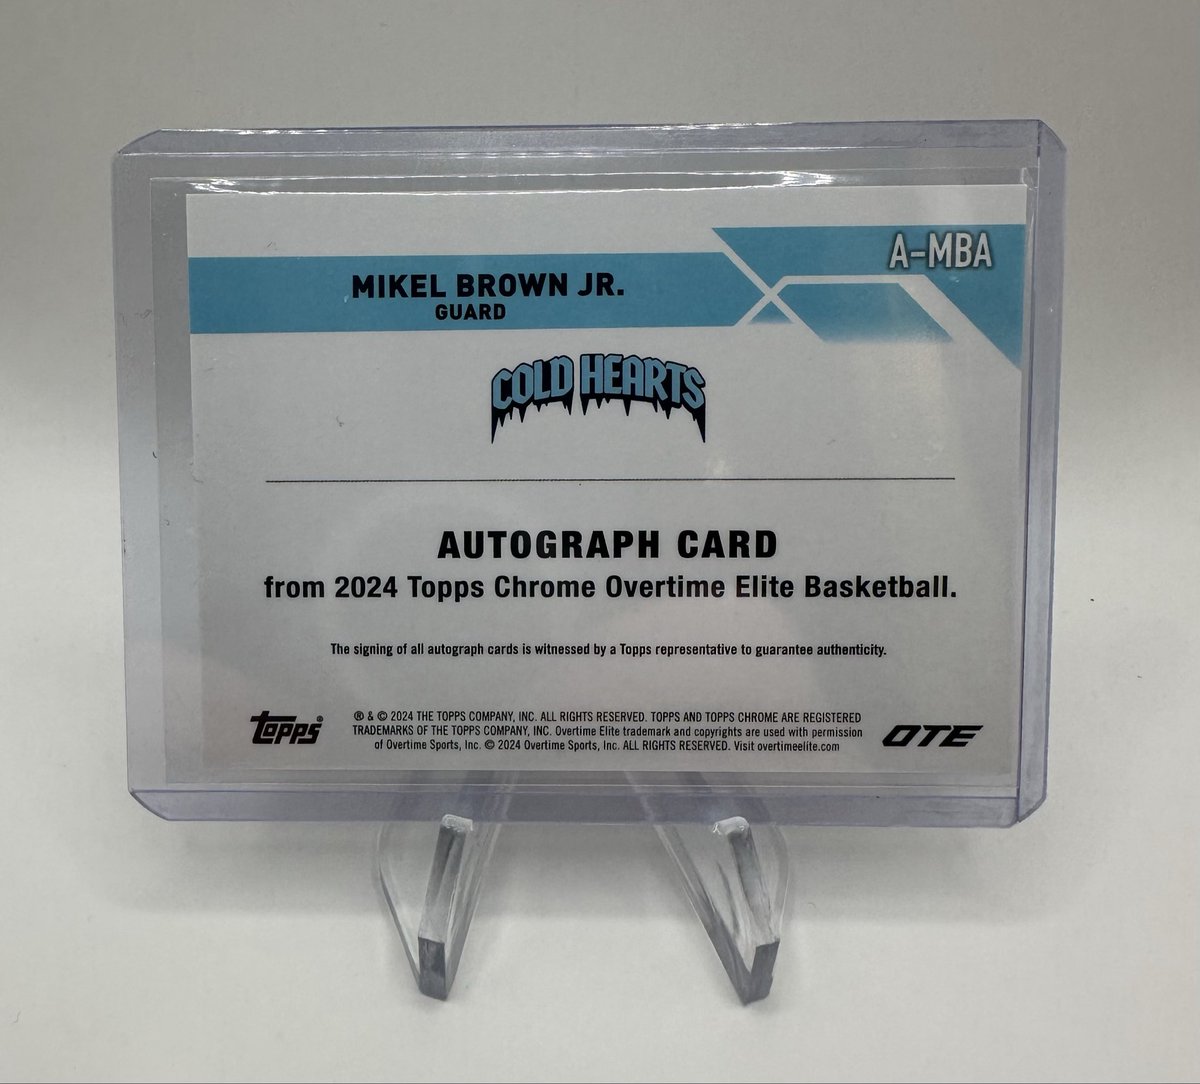 A-MBA
MIKEL BROWN JR.
GUARD
COLD HEARTS
AUTOGRAPH CARD
from 2024 Topps Chrome Overtime Elite Basketball.
The signing of all autograph cards is witnessed by a Topps representative to guarantee authenticity.
topps®
® & © 2024 THE TOPPS COMPANY, INC. ALL RIGHTS RESERVED. TOPPS AND TOPPS CHROME ARE REGISTERED
TRADEMARKS OF THE TOPPS COMPANY, INC. Overtime Elite trademark and copyrights are used with permission
of Overtime Sports, Inc. © 2024 Overtime Sports, Inc. ALL RIGHTS RESERVED. Visit overtimeelite.com
OTE